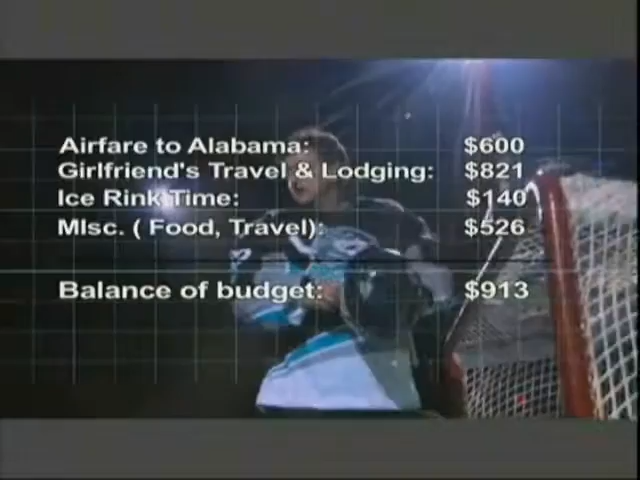 Airfare to Alabama: $600
Girlfriend's Travel & Lodging: $821
Ice Rink Time: $140
MIsc. ( Food, Travel): $526
Balance of budget: $913